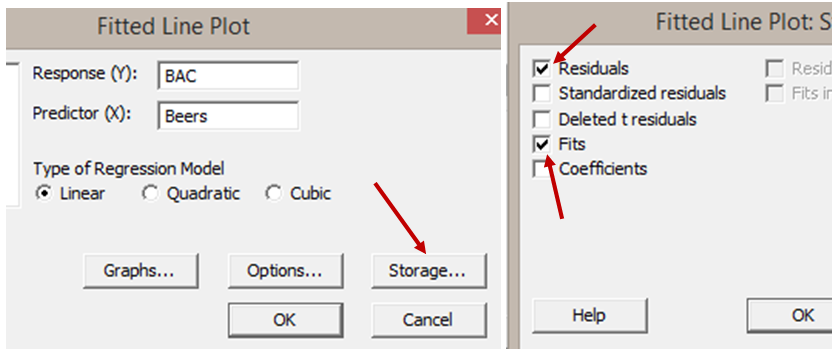 Fitted Line Plot
Response (Y): BAC
Predictor (X): Beers
Type of Regression Model
Linear Quadratic Cubic
Graphs... Options... Storage...
OK Cancel
Fitted Line Plot: S
Residuals Resid
Standardized residuals Fits in
Deleted t residuals
Fits
Coefficients
Help OK